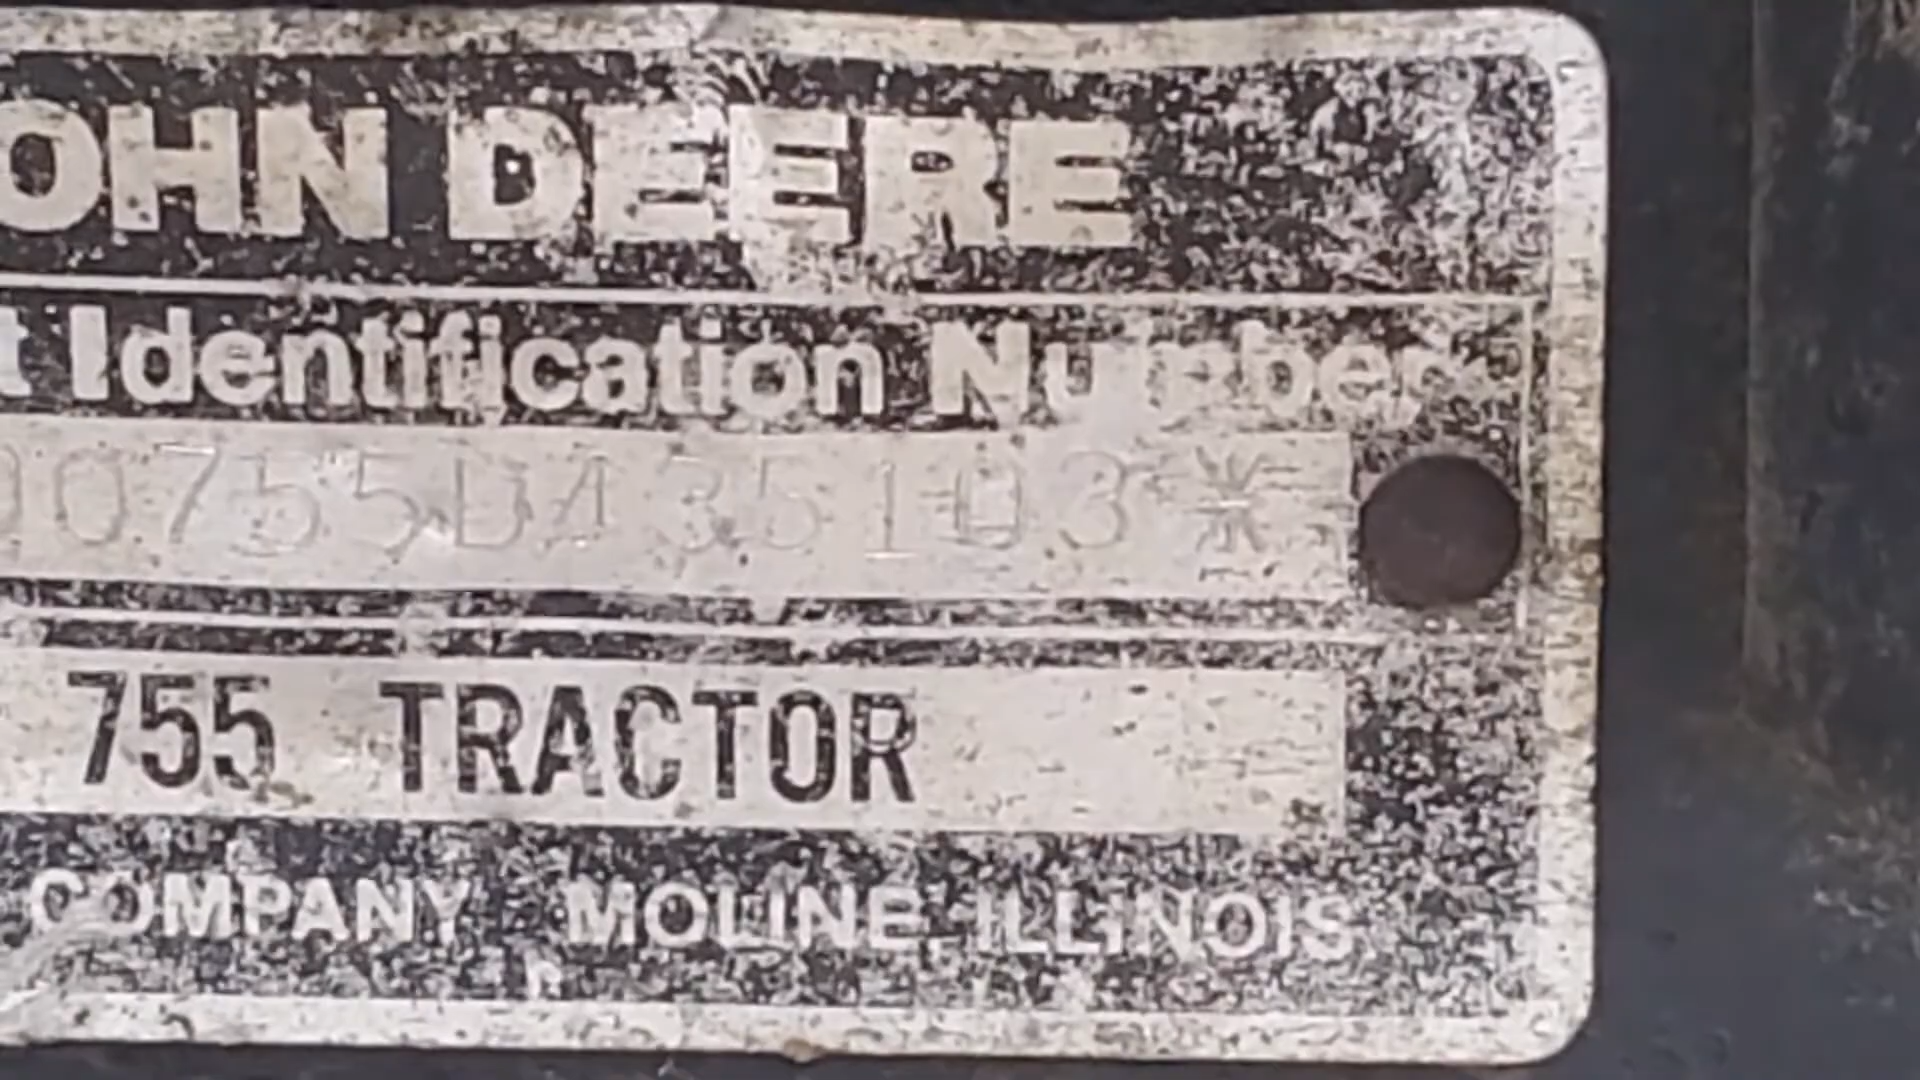 OHN DEERE
t Identification Number
00755D435103*
755 TRACTOR
COMPANY MOLINE, ILLINOIS